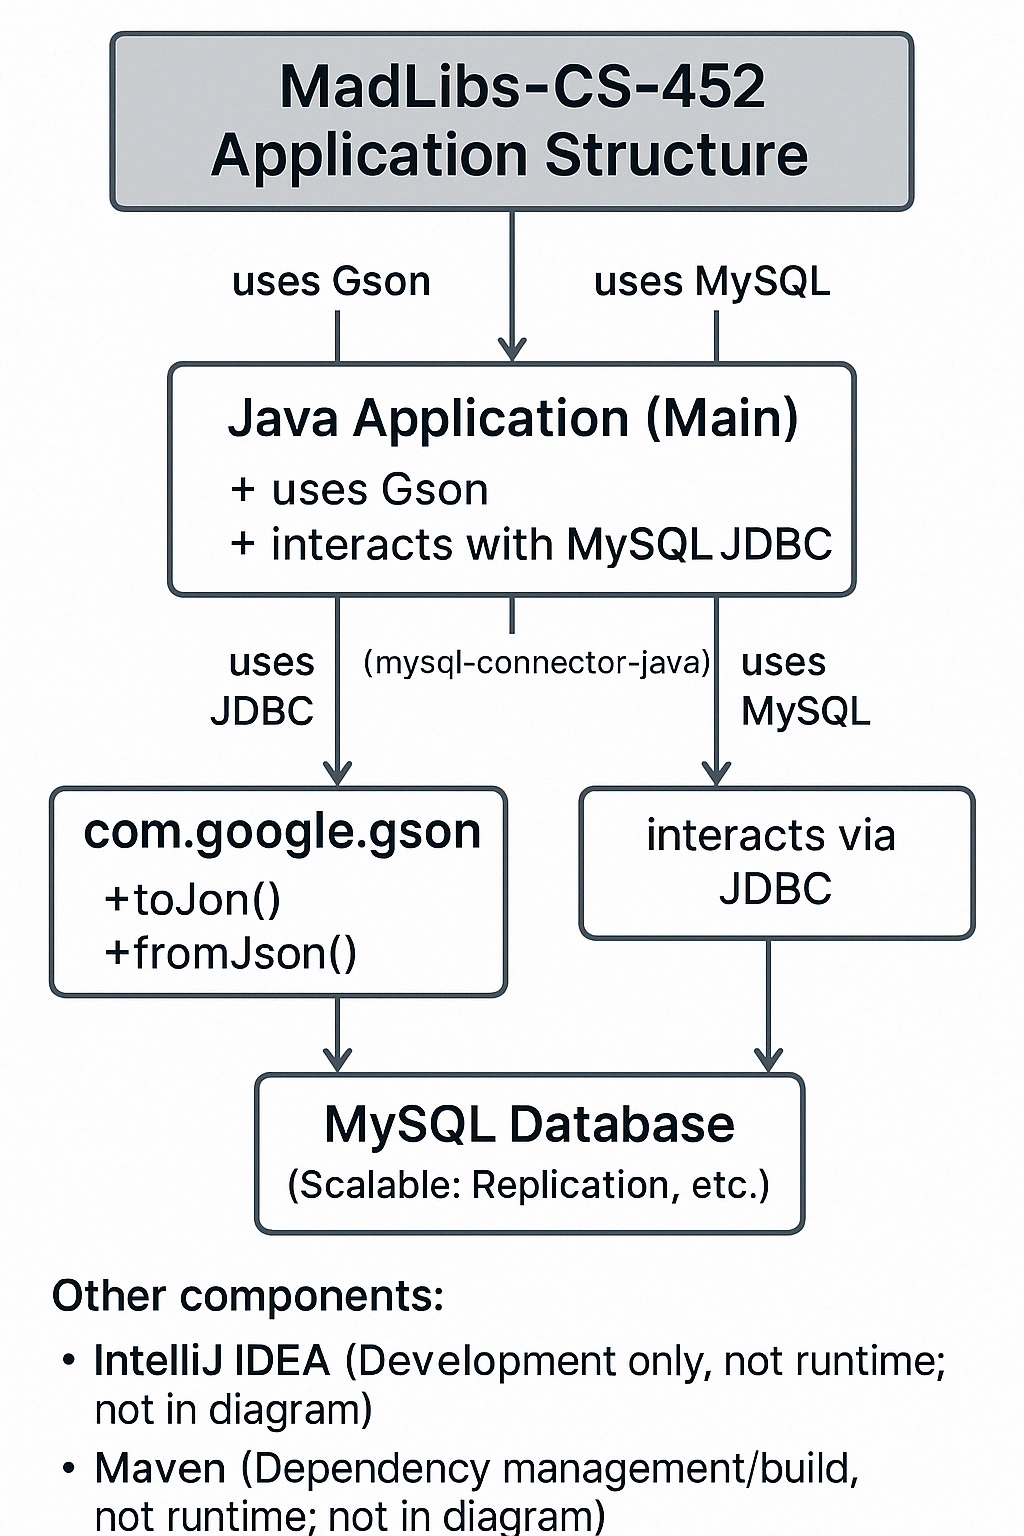 MadLibs-CS-452
Application Structure
uses Gson
uses MySQL
Java Application (Main)
+ uses Gson
+ interacts with MySQL JDBC
uses
JDBC
(mysql-connector-java)
uses
MySQL
com.google.gson
+toJon()
+fromJson()
interacts via
JDBC
MySQL Database
(Scalable: Replication, etc.)
Other components:
• IntelliJ IDEA (Development only, not runtime;
not in diagram)
• Maven (Dependency management/build,
not runtime; not in diagram)